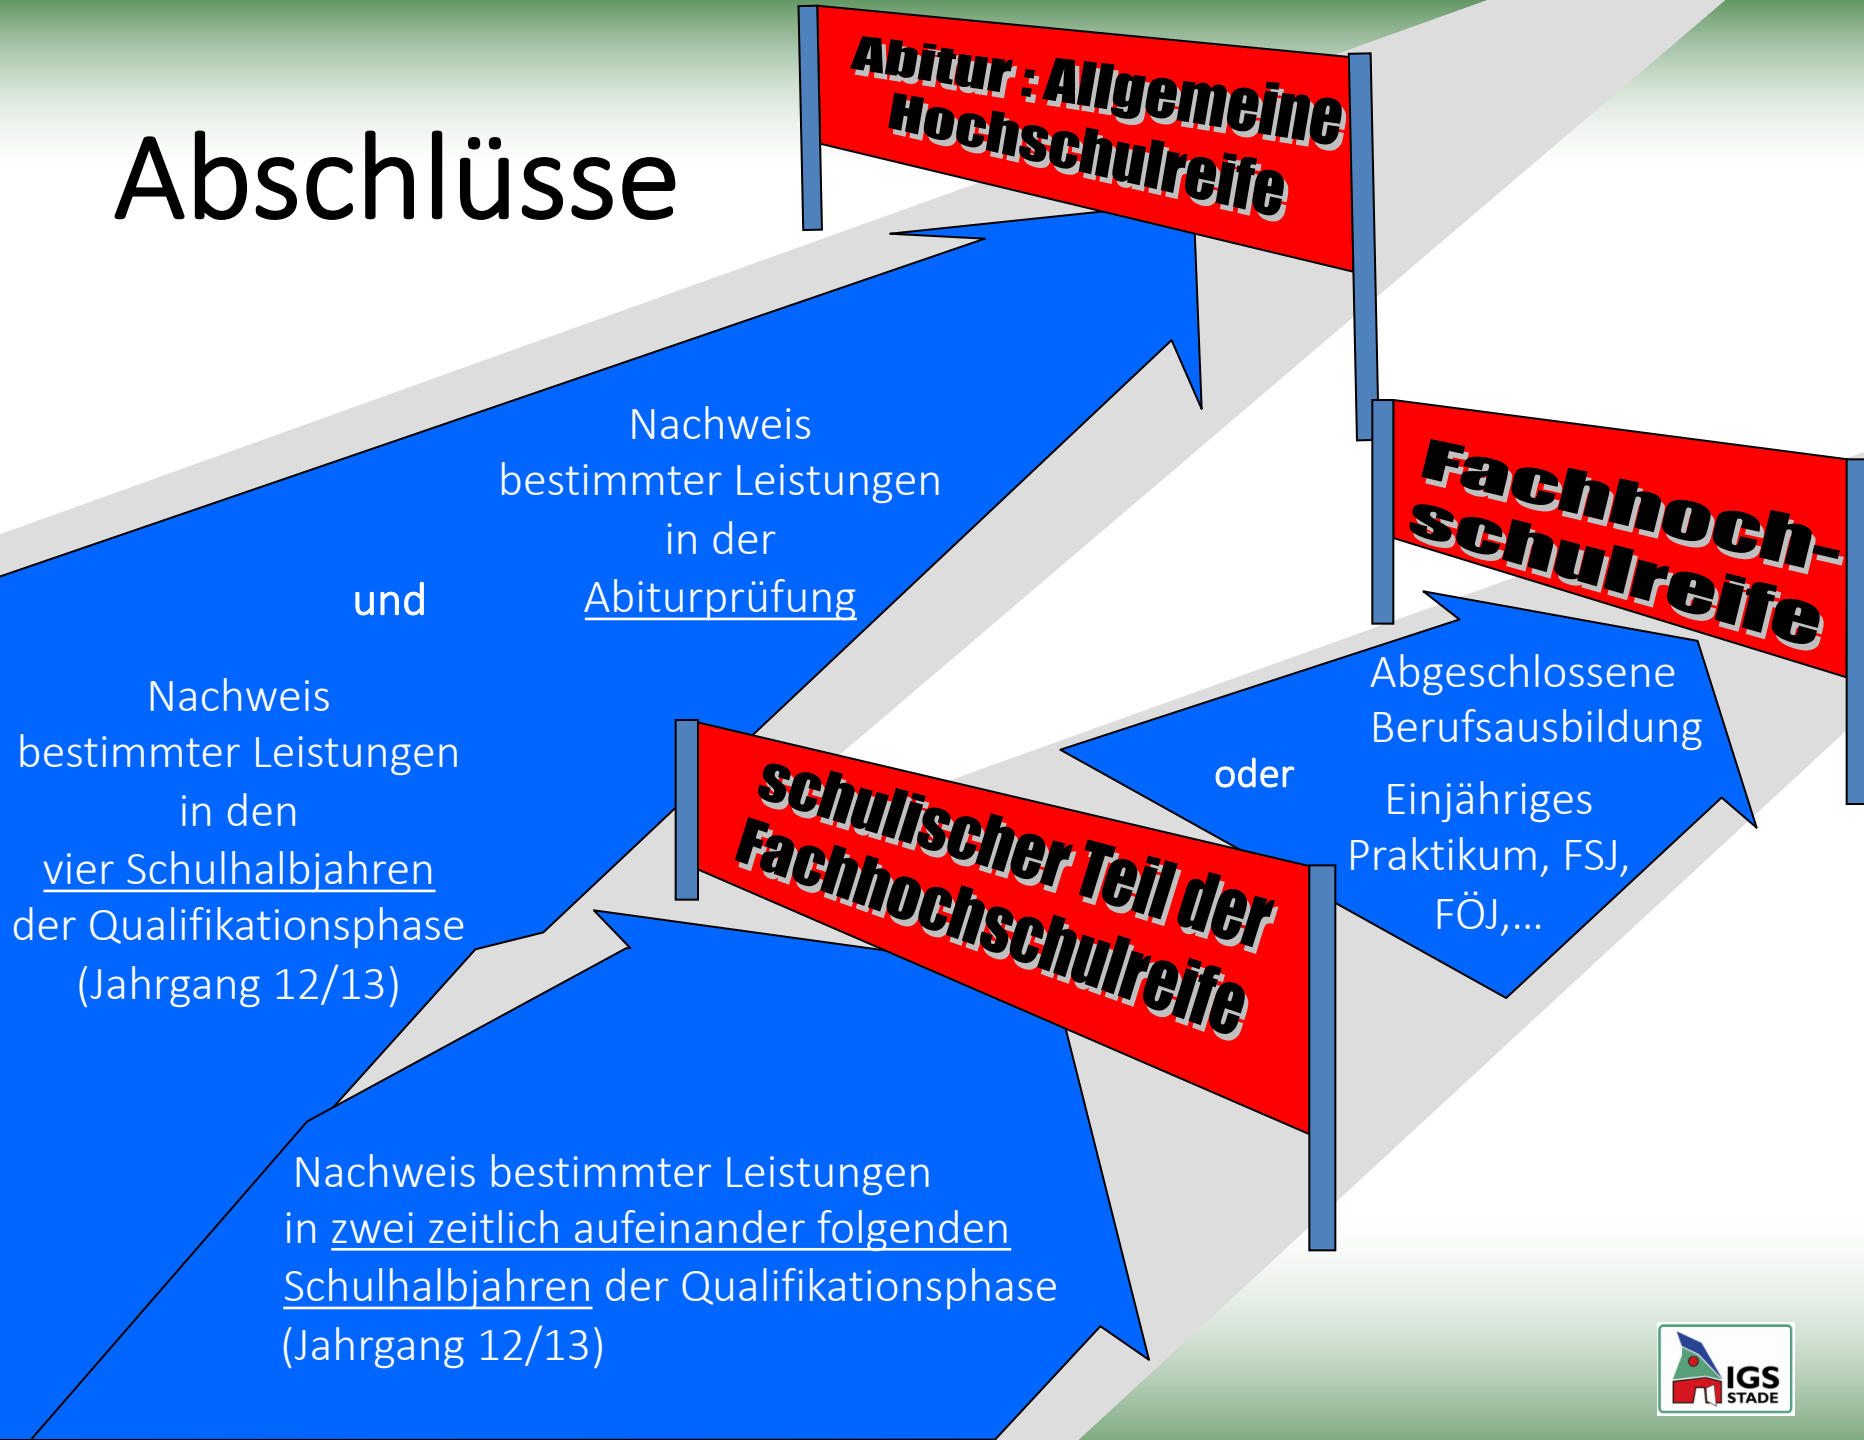 Abschlüsse
Abitur : Allgemeine
Hochschulreife
Nachweis
bestimmter Leistungen
in der
Abiturprüfung
und
Nachweis
bestimmter Leistungen
in den
vier Schulhalbjahren
der Qualifikationsphase
(Jahrgang 12/13)
Fachhoch-
schulreife
Abgeschlossene
Berufsausbildung
oder
Einjähriges
Praktikum, FSJ,
FÖJ,...
schulischer Teil der
Fachhochschulreife
Nachweis bestimmter Leistungen
in zwei zeitlich aufeinander folgenden
Schulhalbjahren der Qualifikationsphase
(Jahrgang 12/13)
IGS
STADE